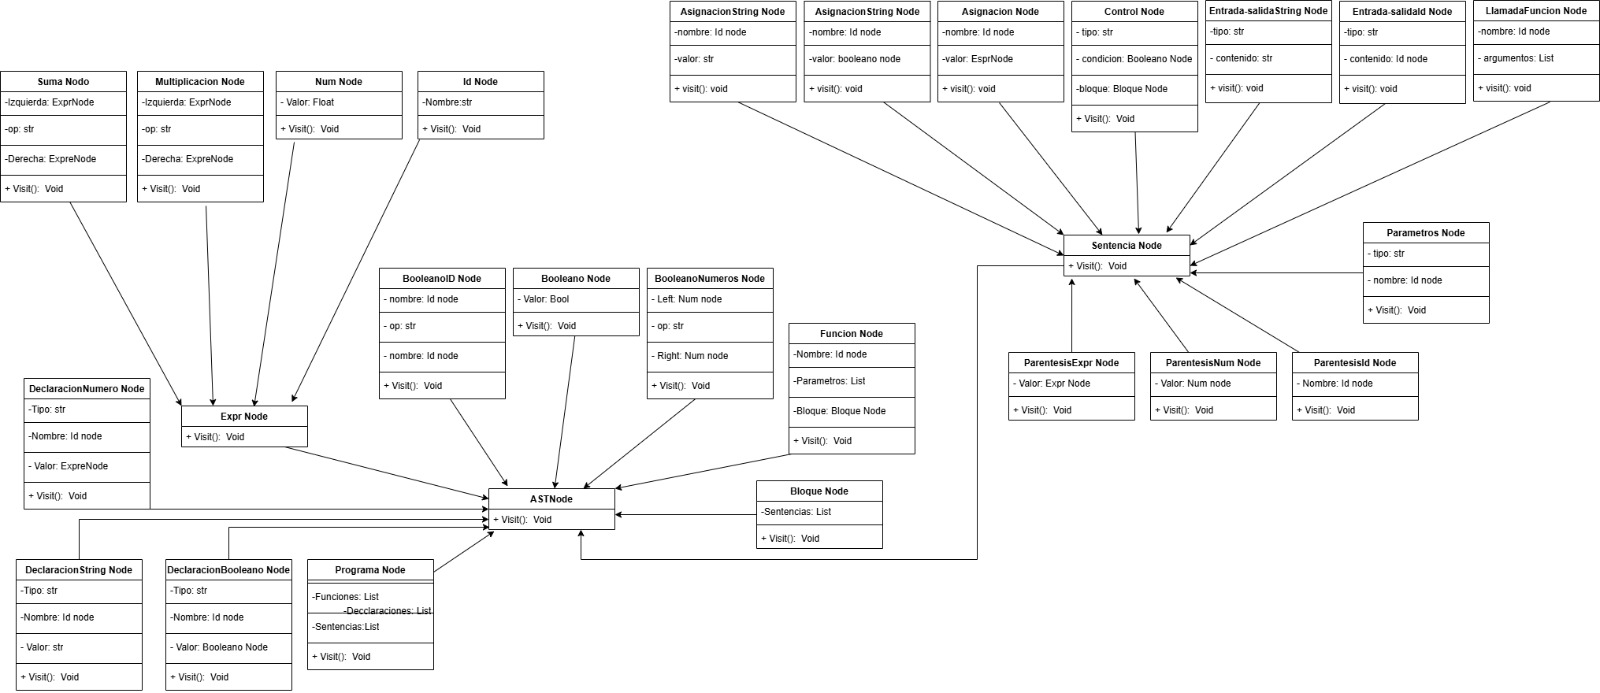 AsignacionString Node
-nombre: Id node
-valor: str
+ visit(): void
AsignacionString Node
-nombre: Id node
-valor: booleano node
+ visit(): void
Asignacion Node
-nombre: Id node
-valor: EsprNode
+ visit(): void
Control Node
- tipo: str
- condicion: Booleano Node
-bloque: Bloque Node
+ Visit(): Void
Entrada-salidaString Node
-tipo: str
- contenido: str
+ visit(): void
Entrada-salidaId Node
-tipo: str
- contenido: Id node
+ visit(): void
LlamadaFuncion Node
-nombre: Id node
- argumentos: List
+ visit(): void
Suma Nodo
-Izquierda: ExprNode
-op: str
-Derecha: ExpreNode
+ Visit(): Void
Multiplicacion Node
-Izquierda: ExprNode
-op: str
-Derecha: ExpreNode
+ Visit(): Void
Num Node
- Valor: Float
+ Visit(): Void
Id Node
-Nombre:str
+ Visit(): Void
Sentencia Node
+ Visit(): Void
Parametros Node
- tipo: str
- nombre: Id node
+ Visit(): Void
BooleanoID Node
- nombre: Id node
- op: str
- nombre: Id node
+ Visit(): Void
Booleano Node
- Valor: Bool
+ Visit(): Void
BooleanoNumeros Node
- Left: Num node
- op: str
- Right: Num node
+ Visit(): Void
Funcion Node
-Nombre: Id node
-Parametros: List
-Bloque: Bloque Node
+ Visit(): Void
ParentesisExpr Node
- Valor: Expr Node
+ Visit(): Void
ParentesisNum Node
- Valor: Num node
+ Visit(): Void
ParentesisId Node
- Nombre: Id node
+ Visit(): Void
DeclaracionNumero Node
-Tipo: str
-Nombre: Id node
- Valor: ExpreNode
+ Visit(): Void
Expr Node
+ Visit(): Void
ASTNode
+ Visit(): Void
Bloque Node
-Sentencias: List
+ Visit(): Void
DeclaracionString Node
-Tipo: str
-Nombre: Id node
- Valor: str
+ Visit(): Void
DeclaracionBooleano Node
-Tipo: str
-Nombre: Id node
- Valor: Booleano Node
+ Visit(): Void
Programa Node
-Funciones: List
-Decclaraciones: List
-Sentencias:List
+ Visit(): Void